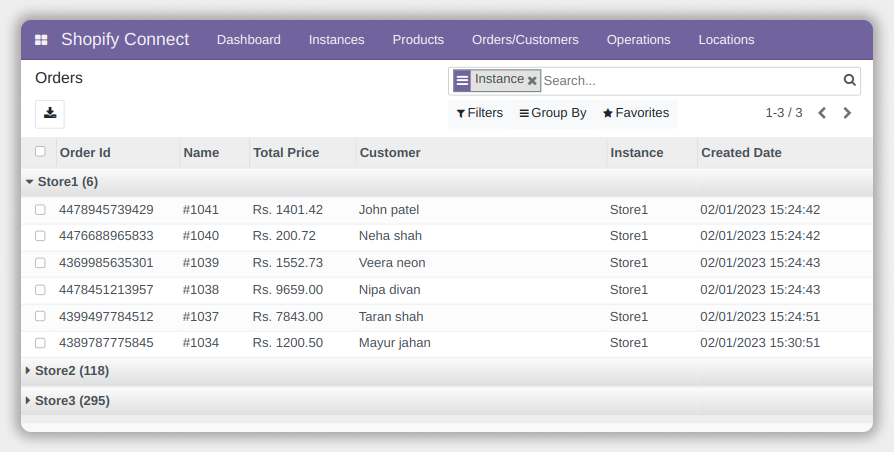 Shopify Connect Dashboard Instances Products Orders/Customers Operations Locations
Orders
Instance Search...
Filters Group By Favorites 1-3 / 3
Order Id Name Total Price Customer Instance Created Date
Store1 (6)
4478945739429 #1041 Rs. 1401.42 John patel Store1 02/01/2023 15:24:42
4476688965833 #1040 Rs. 200.72 Neha shah Store1 02/01/2023 15:24:42
4369985635301 #1039 Rs. 1552.73 Veera neon Store1 02/01/2023 15:24:43
4478451213957 #1038 Rs. 9659.00 Nipa divan Store1 02/01/2023 15:24:43
4399497784512 #1037 Rs. 7843.00 Taran shah Store1 02/01/2023 15:24:51
4389787775845 #1034 Rs. 1200.50 Mayur jahan Store1 02/01/2023 15:30:51
Store2 (118)
Store3 (295)